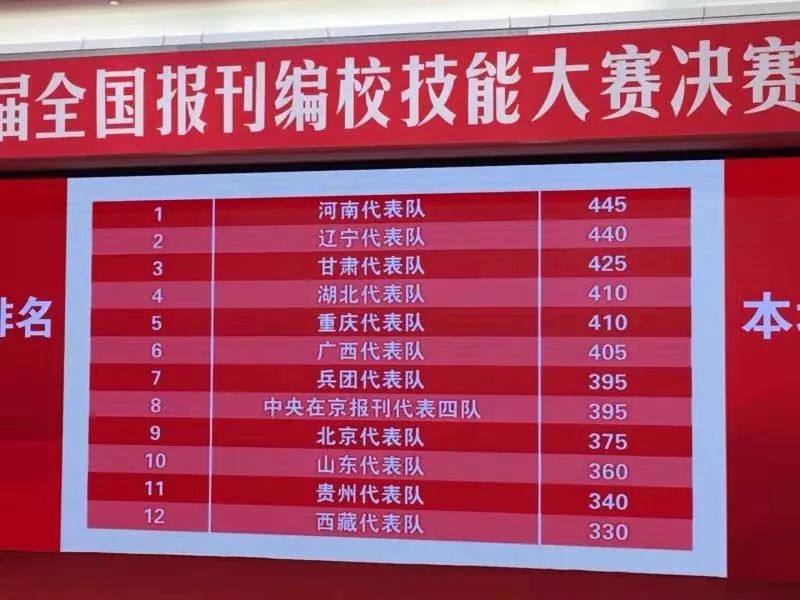 届全国报刊编校技能大赛决赛
排名
1 河南代表队 445
2 辽宁代表队 440
3 甘肃代表队 425
4 湖北代表队 410
5 重庆代表队 410
6 广西代表队 405
7 兵团代表队 395
8 中央在京报刊代表四队 395
9 北京代表队 375
10 山东代表队 360
11 贵州代表队 340
12 西藏代表队 330
本